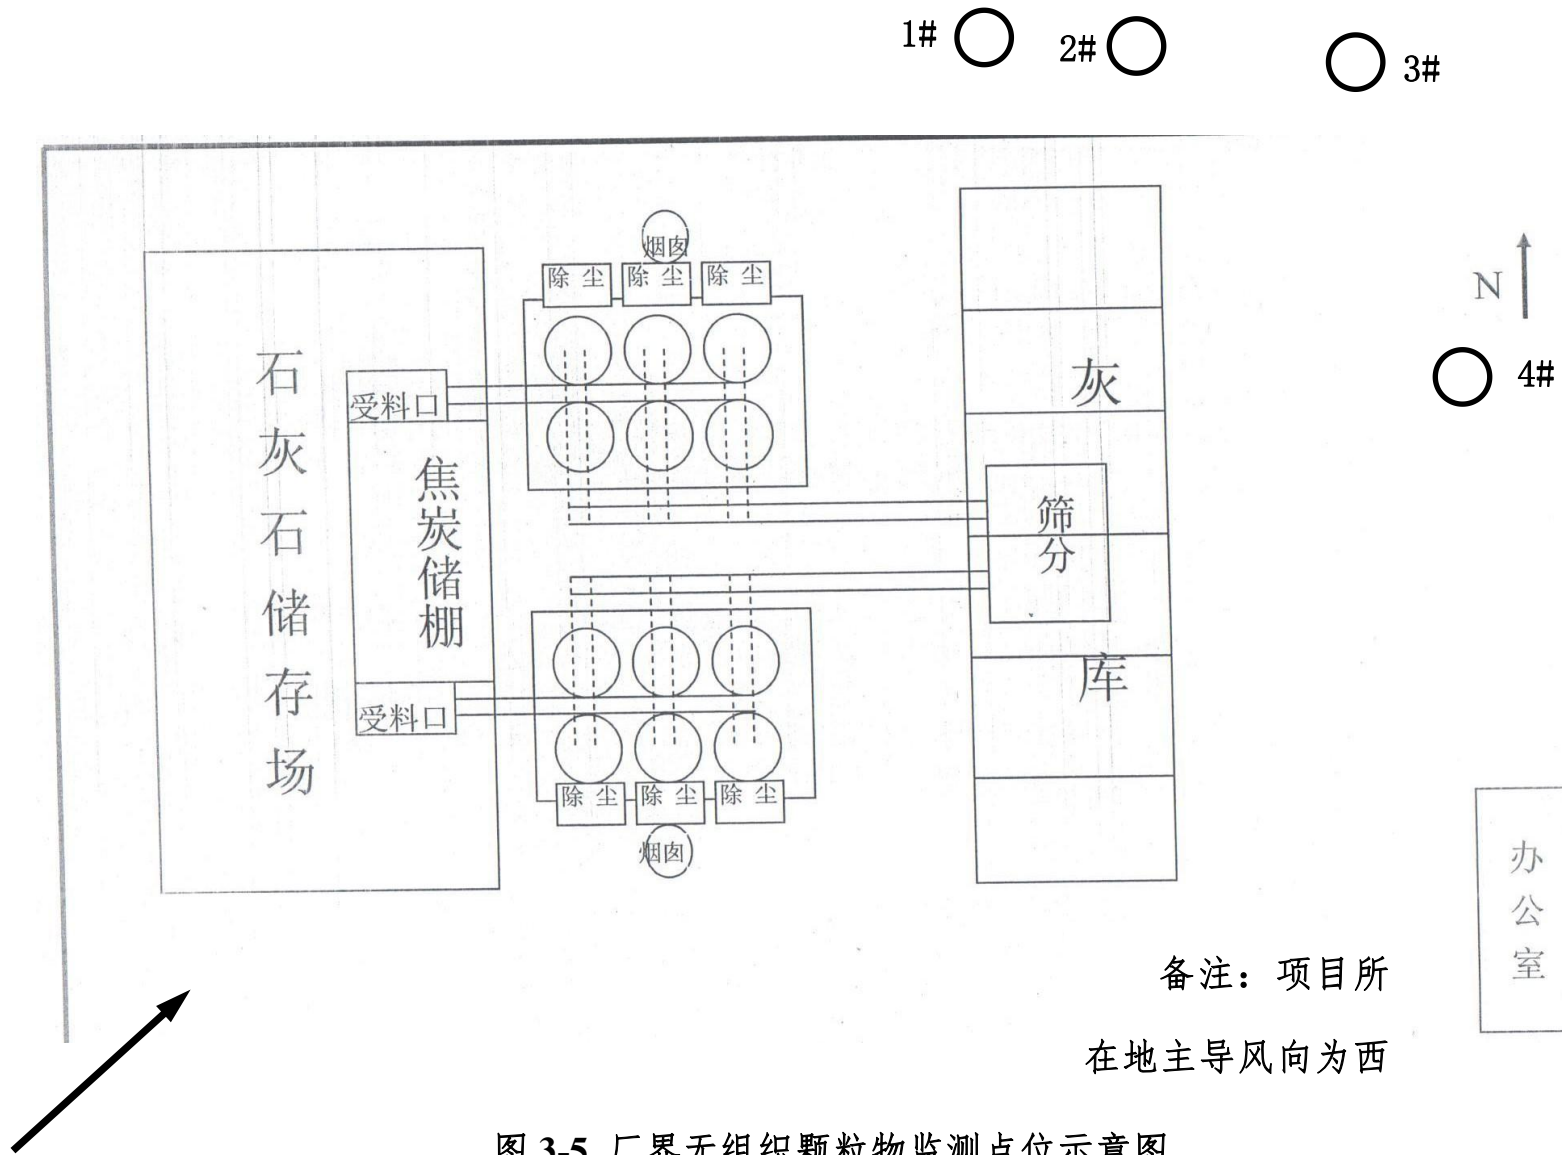 1#
2#
3#
N
4#
烟囱
除 尘
除 尘
除 尘
石灰石储存场
受料口
焦炭储棚
受料口
灰库
筛分
除 尘
除 尘
除 尘
烟囱
办公室
备注：项目所
在地主导风向为西
图 3-5 厂界无组织颗粒物监测点位示意图